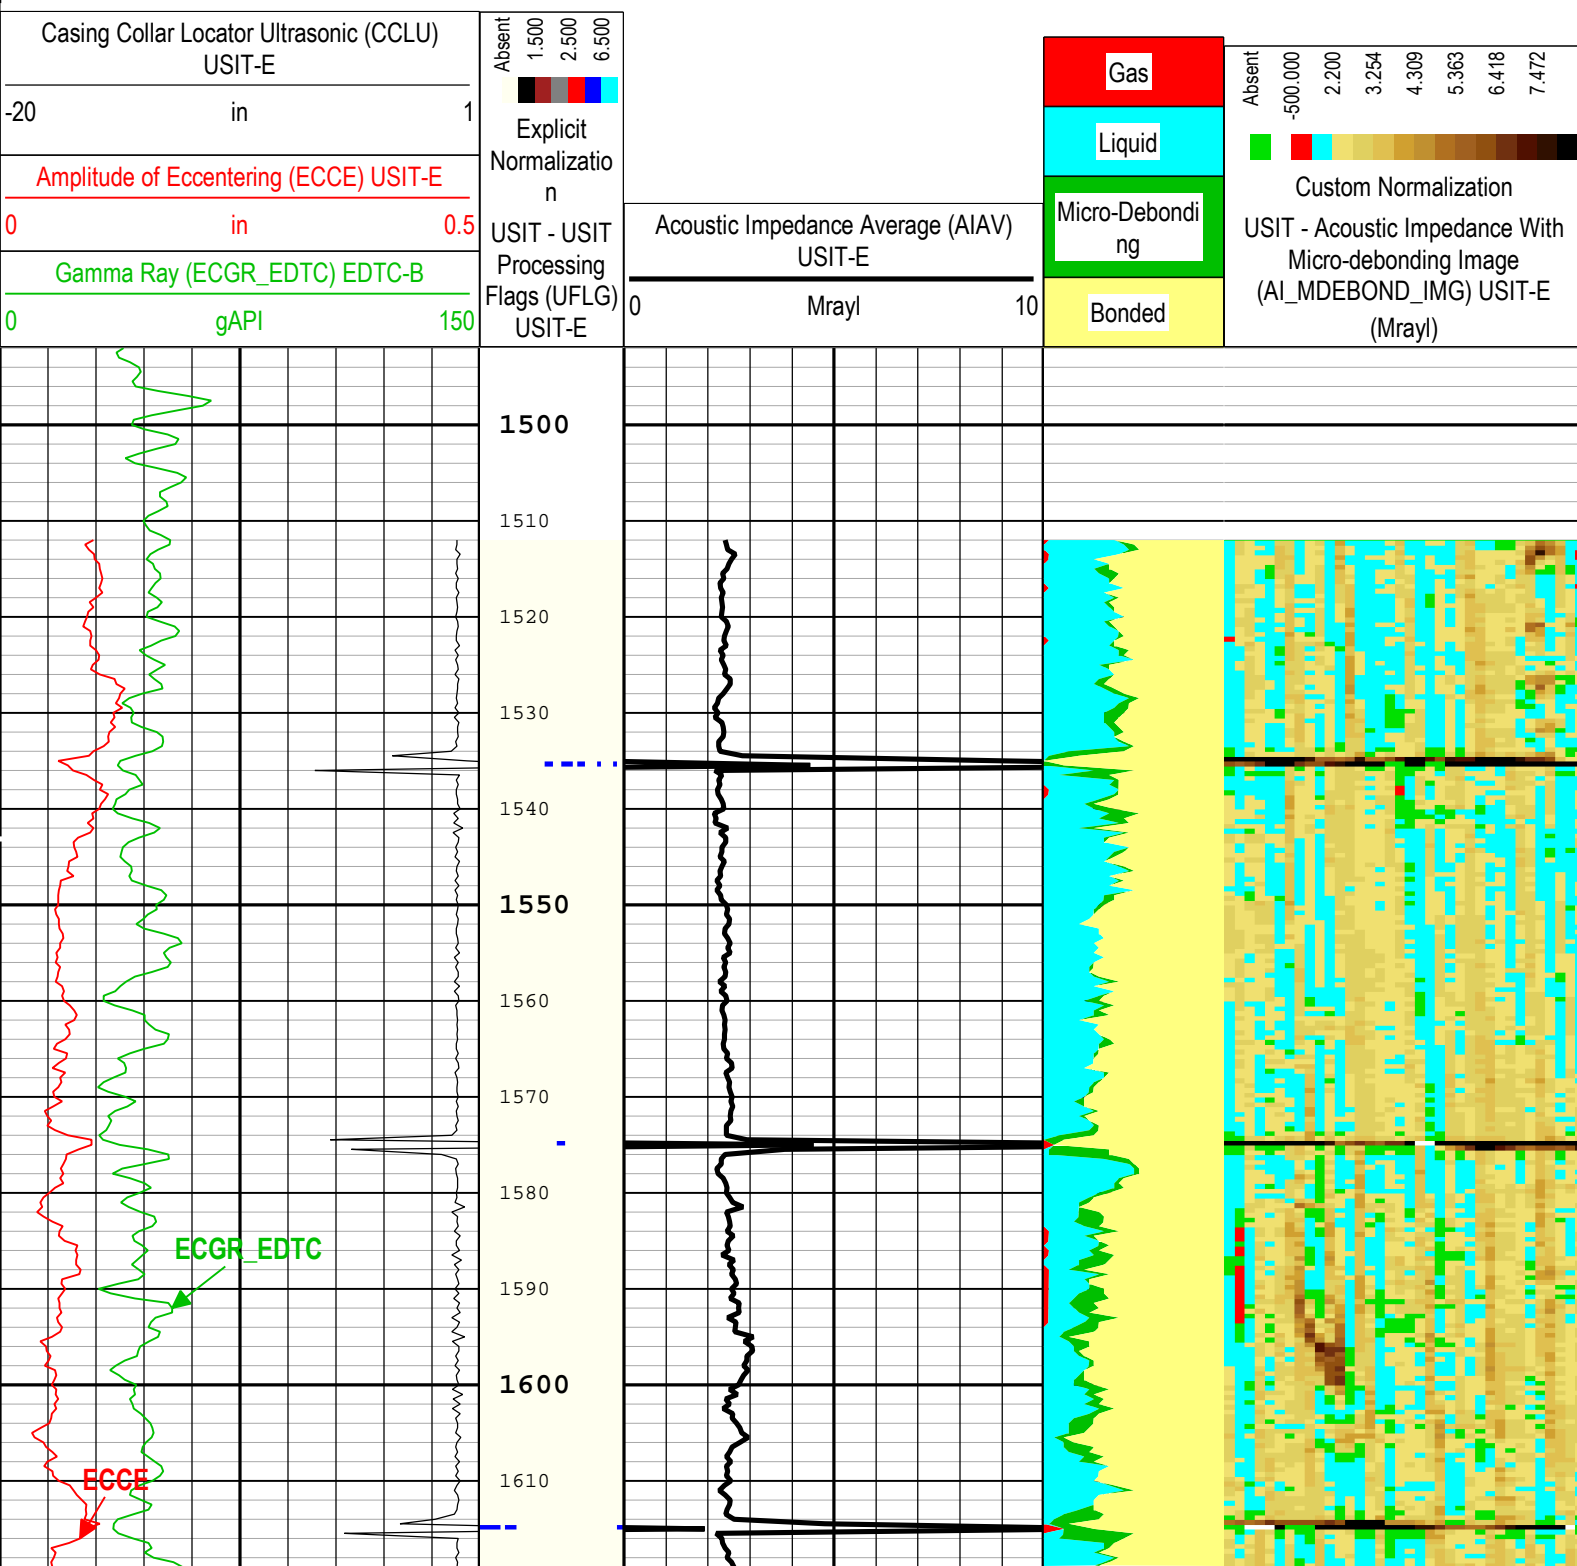 Casing Collar Locator Ultrasonic (CCLU)
USIT-E
-20 in 1
Amplitude of Eccentering (ECCE) USIT-E
0 in 0.5
Gamma Ray (ECGR_EDTC) EDTC-B
0 gAPI 150
Absent 1.500 2.500 6.500
Explicit
Normalizatio
n
USIT - USIT
Processing
Flags (UFLG)
USIT-E
Acoustic Impedance Average (AIAV)
USIT-E
0 Mrayl 10
Gas
Liquid
Micro-Debondi
ng
Bonded
Absent -500.000 2.200 3.254 4.309 5.363 6.418 7.472
Custom Normalization
USIT - Acoustic Impedance With
Micro-debonding Image
(AI_MDEBOND_IMG) USIT-E
(Mrayl)
1500
1510
1520
1530
1540
1550
1560
1570
1580
ECGR_EDTC
1590
1600
1610
ECCE